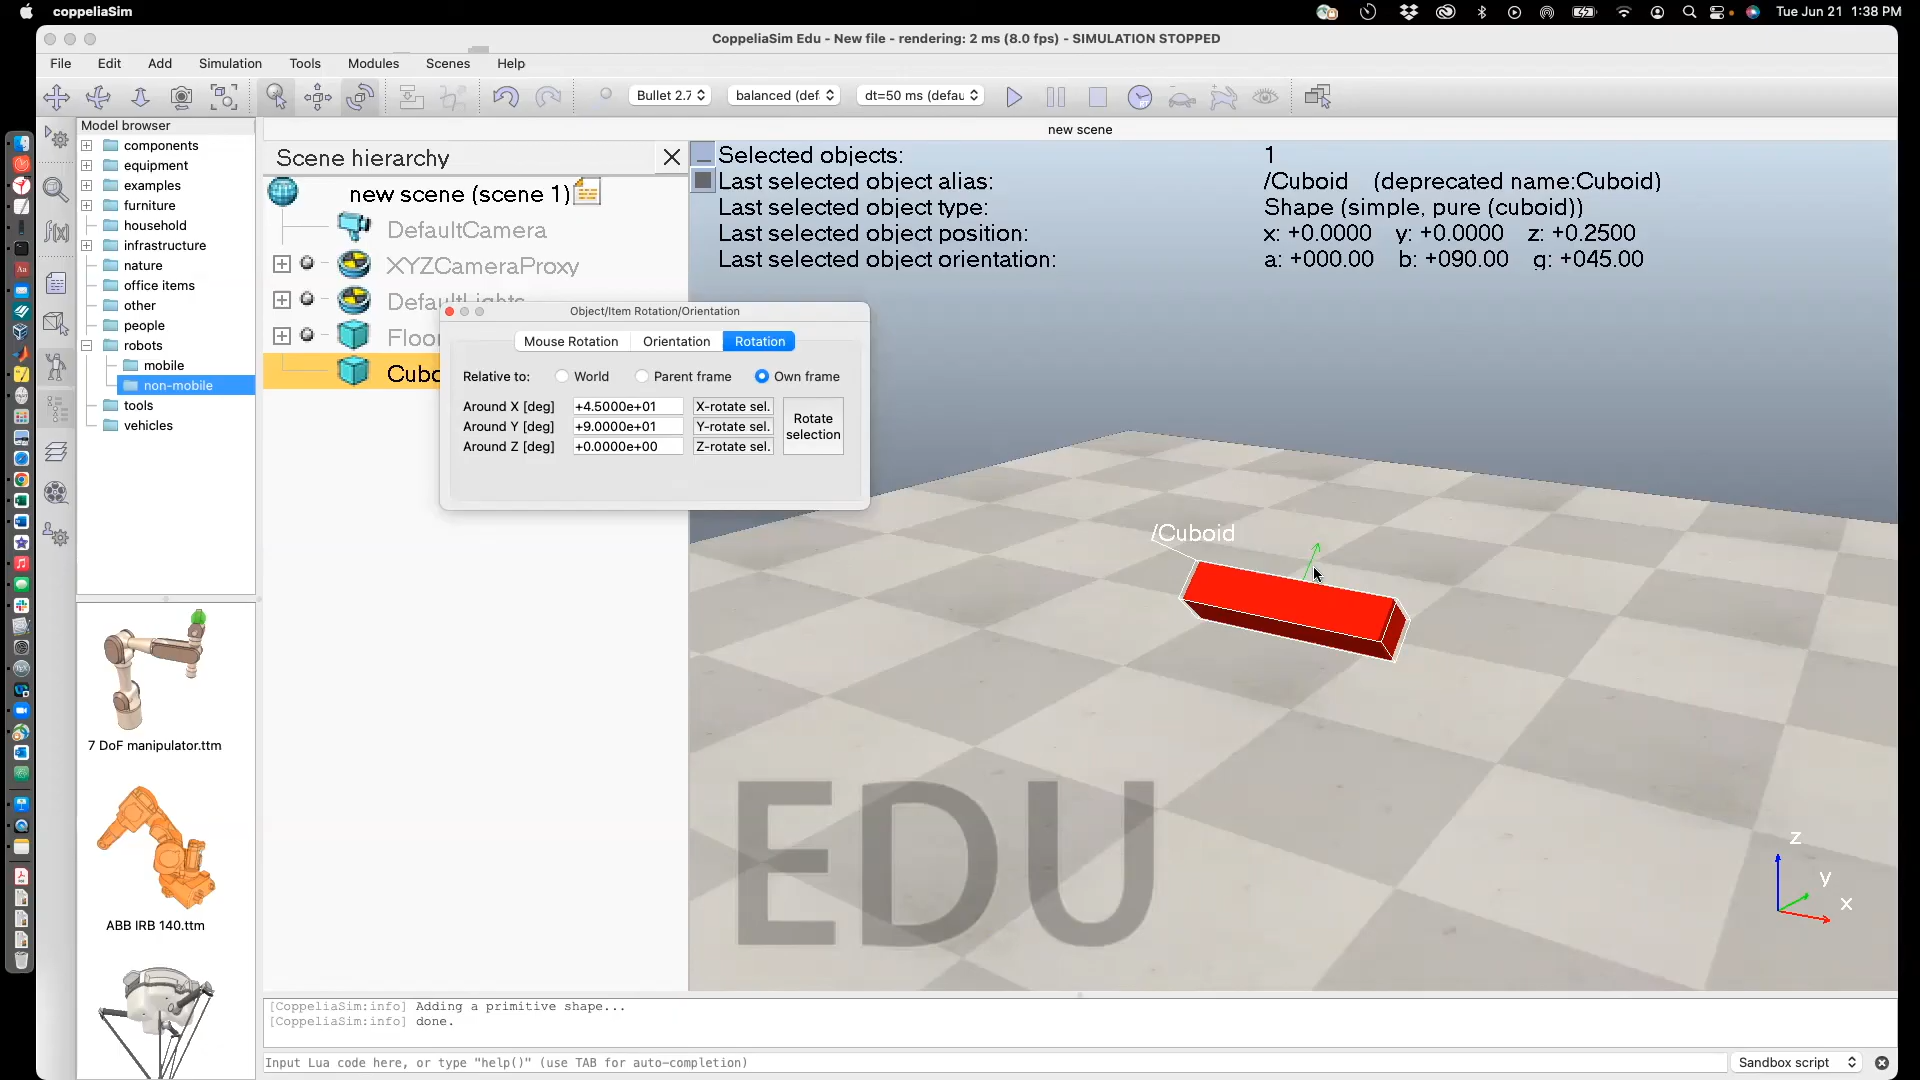 coppeliaSim
Tue Jun 21 1:38 PM
CoppeliaSim Edu - New file - rendering: 2 ms (8.0 fps) - SIMULATION STOPPED
File Edit Add Simulation Tools Modules Scenes Help
Bullet 2.7 balanced (def dt=50 ms (defau
Model browser
components
equipment
examples
furniture
household
infrastructure
nature
office items
other
people
robots
mobile
non-mobile
tools
vehicles
7 DoF manipulator.ttm
ABB IRB 140.ttm
new scene
Scene hierarchy
new scene (scene 1)
DefaultCamera
XYZCameraProxy
DefaultLights
Floor
Cubo
Selected objects: 1
Last selected object alias: /Cuboid (deprecated name:Cuboid)
Last selected object type: Shape (simple, pure (cuboid))
Last selected object position: x: +0.0000 y: +0.0000 z: +0.2500
Last selected object orientation: a: +000.00 b: +090.00 g: +045.00
Object/Item Rotation/Orientation
Mouse Rotation Orientation Rotation
Relative to: World Parent frame Own frame
Around X [deg] +4.5000e+01 X-rotate sel.
Around Y [deg] +9.0000e+01 Y-rotate sel.
Around Z [deg] +0.0000e+00 Z-rotate sel.
Rotate
selection
/Cuboid
EDU
z
y
x
[CoppeliaSim:info] Adding a primitive shape...
[CoppeliaSim:info] done.
Input Lua code here, or type "help()" (use TAB for auto-completion)
Sandbox script